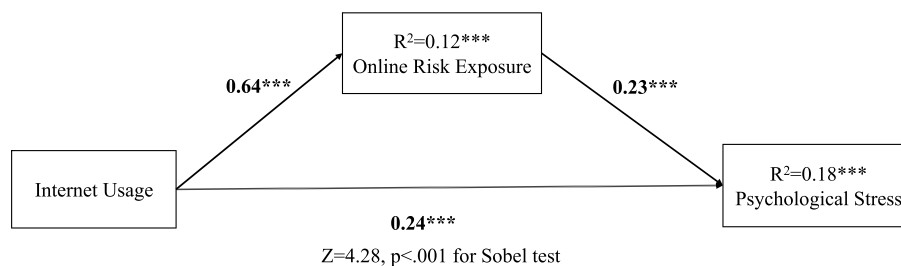 R²=0.12***
Online Risk Exposure
0.64***
0.23***
Internet Usage
R²=0.18***
Psychological Stress
0.24***
Z=4.28, p<.001 for Sobel test